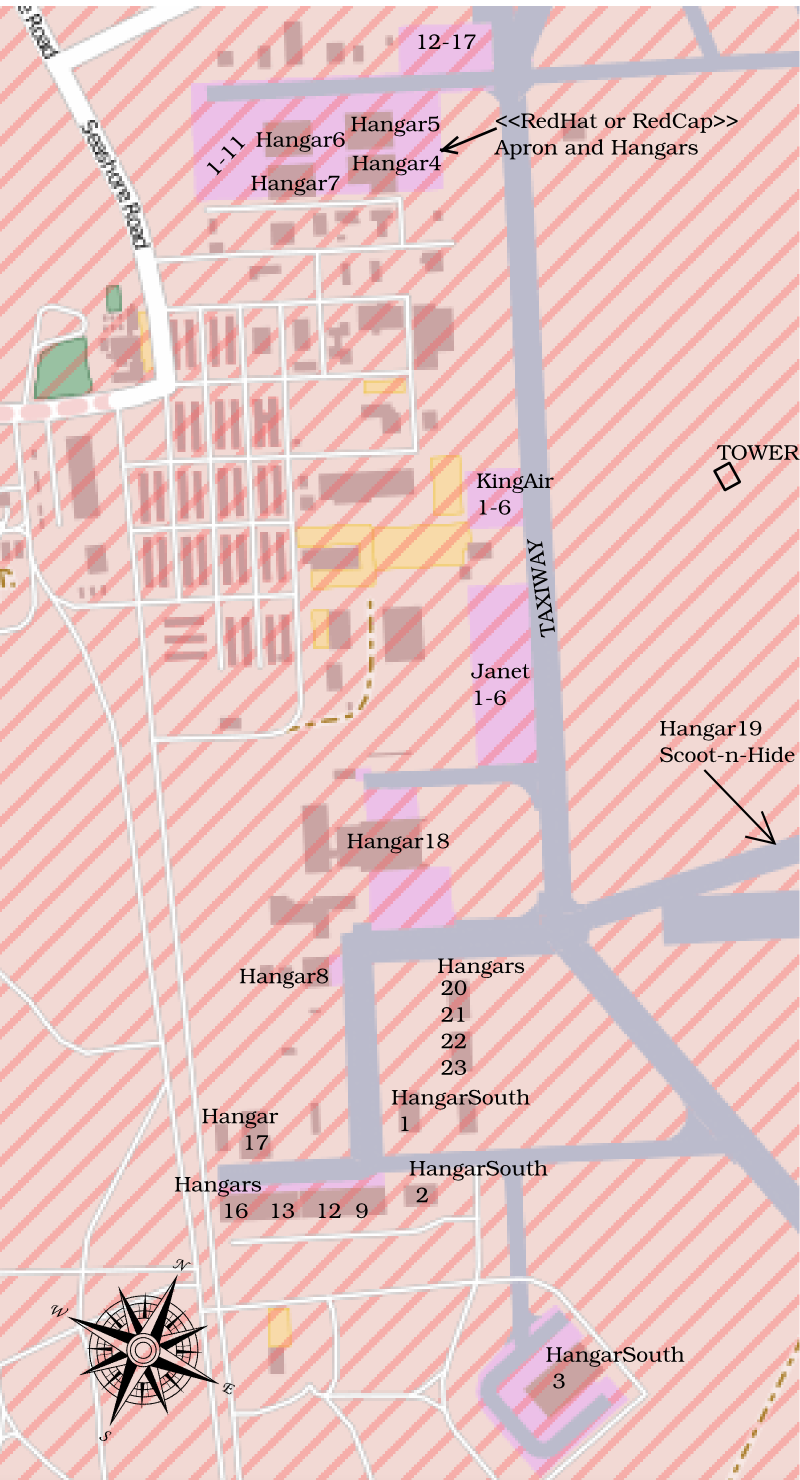 e Road
12-17
Seashore Road
<<RedHat or RedCap>>
Apron and Hangars
Hangar5
Hangar6
1-11
Hangar4
Hangar7
TOWER
KingAir
1-6
TAXIWAY
Janet
1-6
Hangar19
Scoot-n-Hide
Hangar18
Hangar8
Hangars
20
21
22
23
HangarSouth
1
Hangar
17
HangarSouth
2
Hangars
16 13 12 9
N
W
E
S
HangarSouth
3